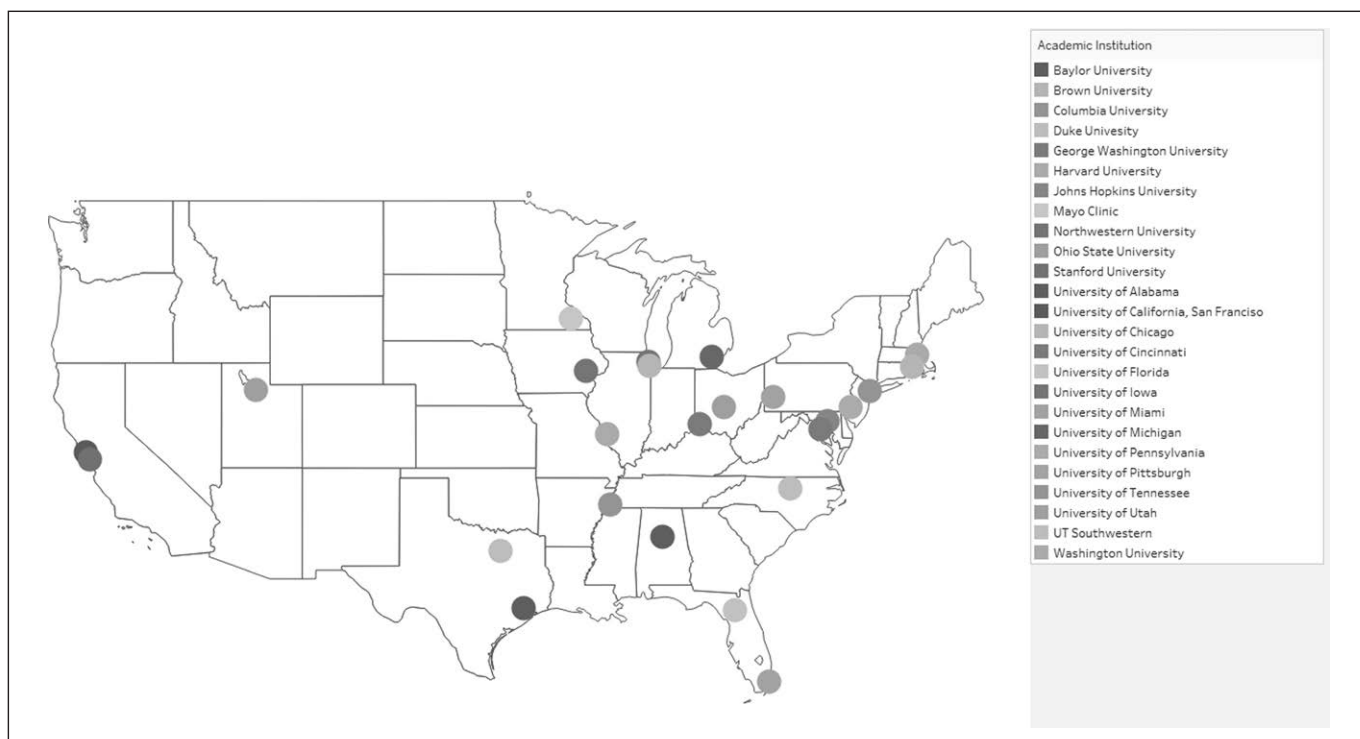 Academic Institution
Baylor University
Brown University
Columbia University
Duke Univesity
George Washington University
Harvard University
Johns Hopkins University
Mayo Clinic
Northwestern University
Ohio State University
Stanford University
University of Alabama
University of California, San Franciso
University of Chicago
University of Cincinnati
University of Florida
University of Iowa
University of Miami
University of Michigan
University of Pennsylvania
University of Pittsburgh
University of Tennessee
University of Utah
UT Southwestern
Washington University